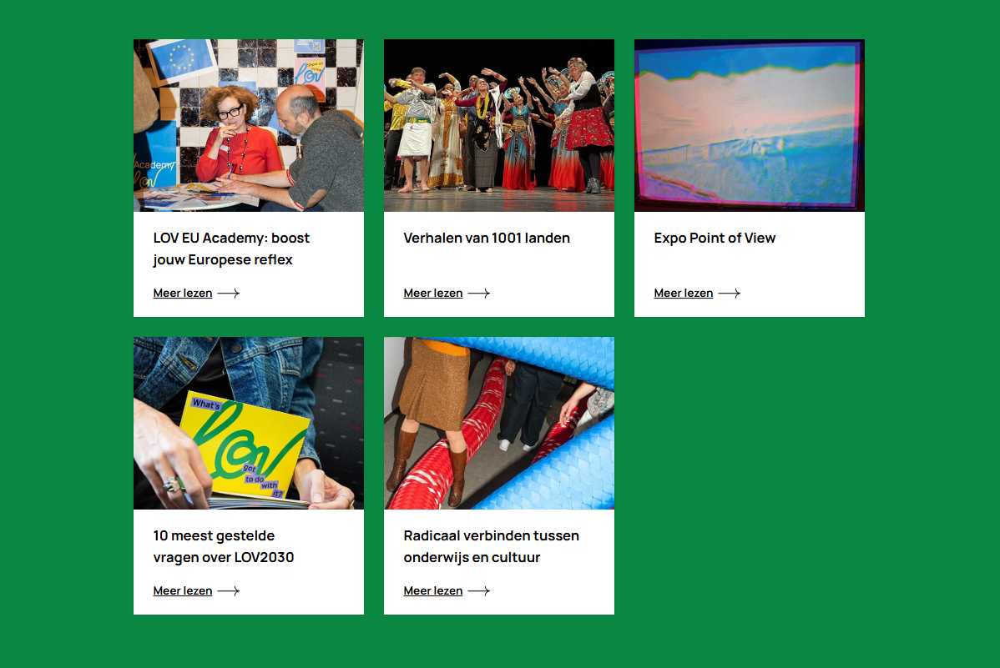 Academy
lov
lov
LOV EU Academy: boost
jouw Europese reflex
Meer lezen
Verhalen van 1001 landen
Meer lezen
Expo Point of View
Meer lezen
What's
lov
got
to do
with
it?
10 meest gestelde
vragen over LOV2030
Meer lezen
Radicaal verbinden tussen
onderwijs en cultuur
Meer lezen